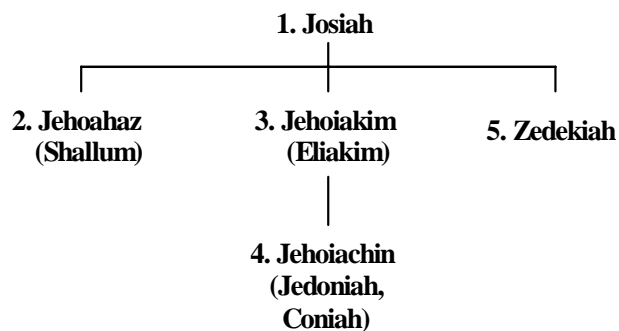 1. Josiah
2. Jehoahaz
(Shallum)
3. Jehoiakim
(Eliakim)
5. Zedekiah
4. Jehoiachin
(Jedoniah,
Coniah)